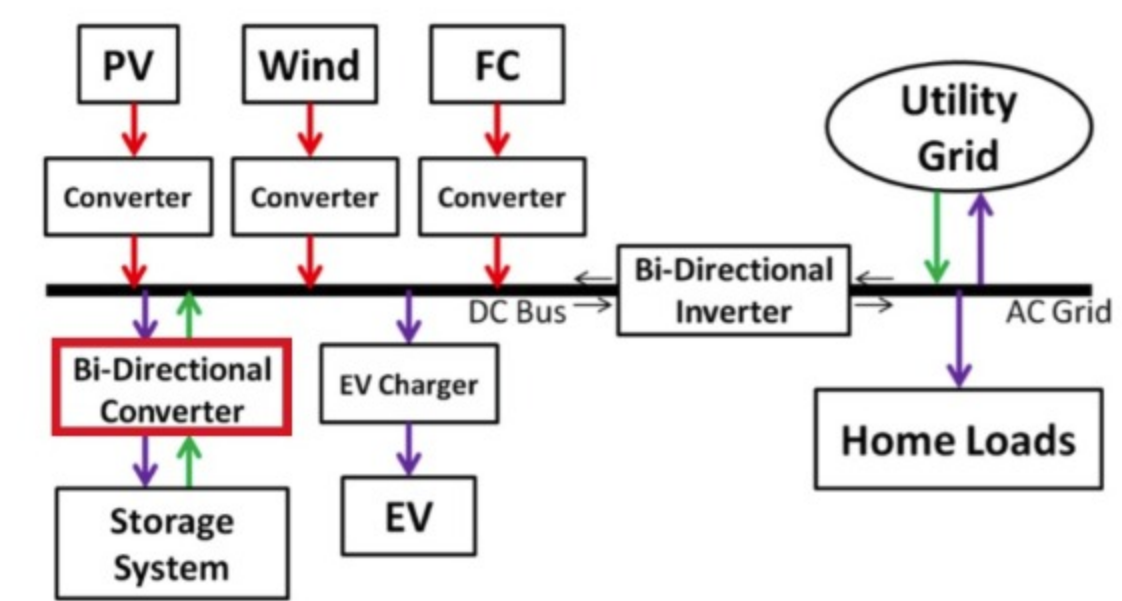 PV
Wind
FC
Utility
Grid
Converter
Converter
Converter
Bi-Directional
Inverter
DC Bus
AC Grid
Bi-Directional
Converter
EV Charger
Home Loads
Storage
System
EV